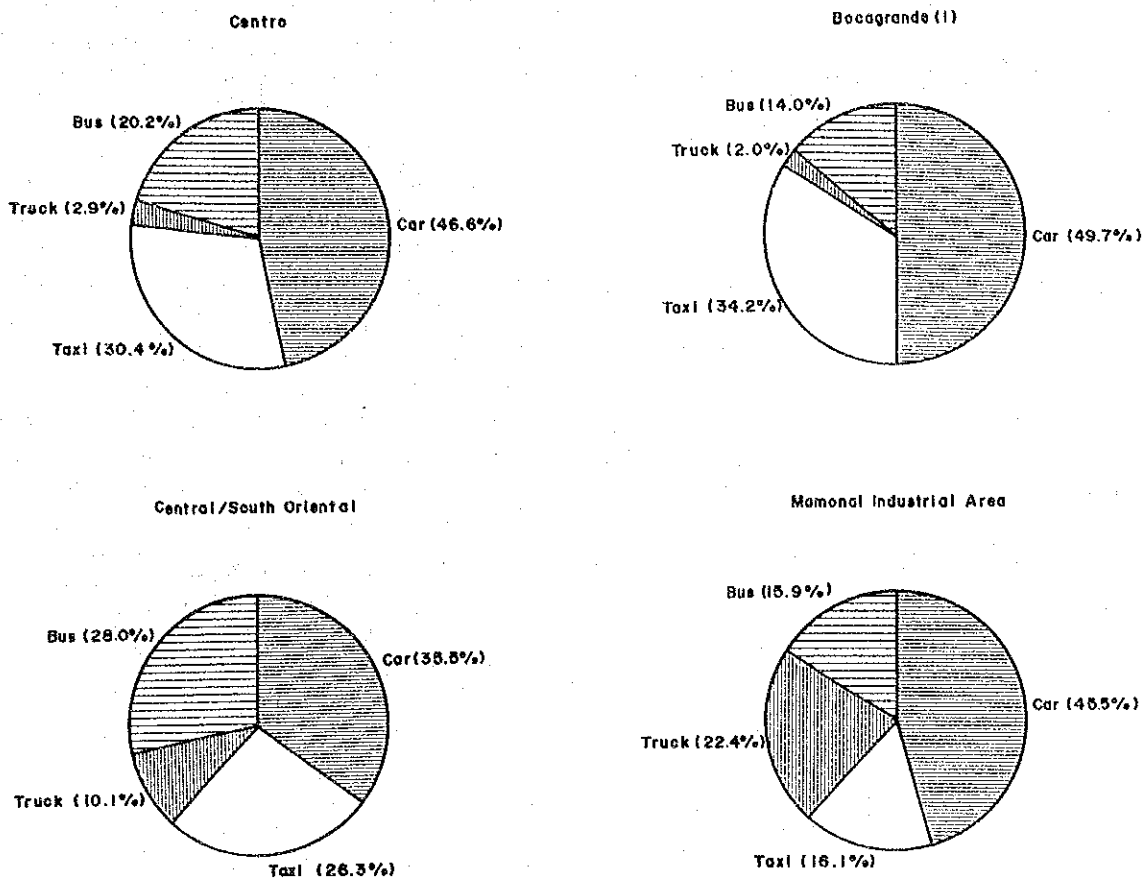 Centro
Bus (20.2%)
Truck (2.9%)
Car (46.6%)
Taxi (30.4%)
Bocagrande (1)
Bus (14.0%)
Truck (2.0%)
Car (49.7%)
Taxi (34.2%)
Central/South Oriental
Bus (28.0%)
Car(35.5%)
Truck (10.1%)
Taxi (26.3%)
Mamonal Industrial Area
Bus (15.9%)
Car (45.5%)
Truck (22.4%)
Taxi (16.1%)